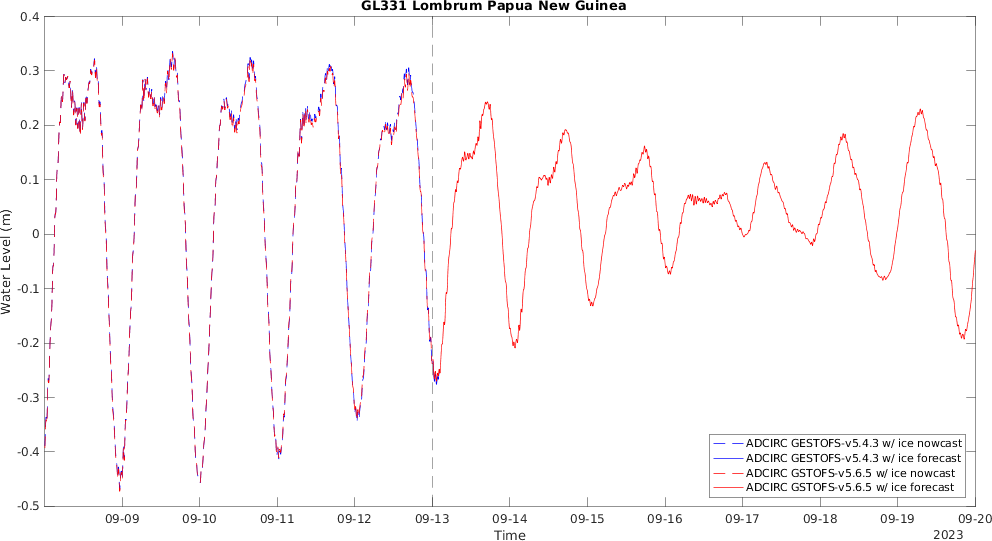 GL331 Lombrum Papua New Guinea
Water Level (m)
0.4
0.3
0.2
0.1
0
-0.1
-0.2
-0.3
-0.4
-0.5
ADCIRC GESTOFS-v5.4.3 w/ ice nowcast
ADCIRC GESTOFS-v5.4.3 w/ ice forecast
ADCIRC GSTOFS-v5.6.5 w/ ice nowcast
ADCIRC GSTOFS-v5.6.5 w/ ice forecast
09-09 09-10 09-11 09-12 09-13 09-14 09-15 09-16 09-17 09-18 09-19 09-20
Time
2023